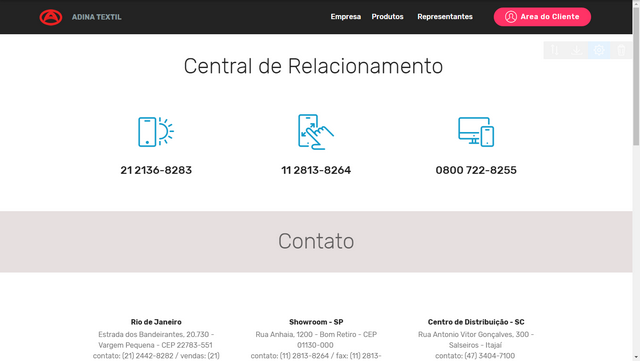 ADINA TEXTIL
Empresa Produtos Representantes Area do Cliente
Central de Relacionamento
21 2136-8283 11 2813-8264 0800 722-8255
Contato
Rio de Janeiro
Estrada dos Bandeirantes, 20.730 -
Vargem Pequena - CEP 22783-551
contato: (21) 2442-8282 / vendas: (21)
Showroom - SP
Rua Anhaia, 1200 - Bom Retiro - CEP
01130-000
contato: (11) 2813-8264 / fax: (11) 2813-
Centro de Distribuição - SC
Rua Antonio Vitor Gonçalves, 300 -
Salseiros - Itajaí
contato: (47) 3404-7100